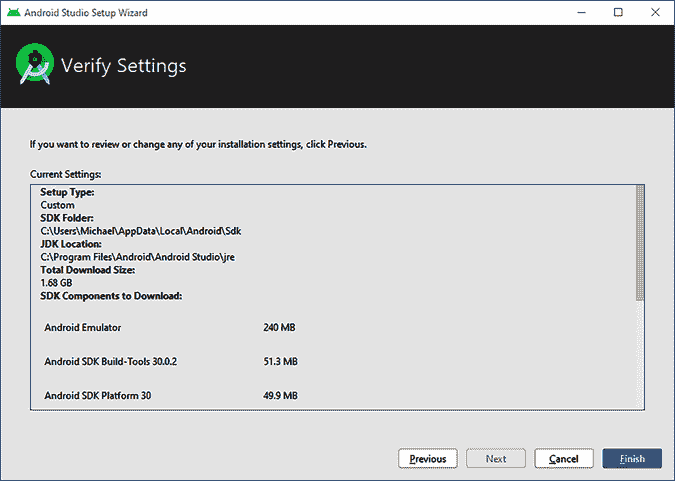 Android Studio Setup Wizard
Verify Settings
If you want to review or change any of your installation settings, click Previous.
Current Settings:
Setup Type:
Custom
SDK Folder:
C:\Users\Michael\AppData\Local\Android\Sdk
JDK Location:
C:\Program Files\Android\Android Studio\jre
Total Download Size:
1.68 GB
SDK Components to Download:
Android Emulator 240 MB
Android SDK Build-Tools 30.0.2 51.3 MB
Android SDK Platform 30 49.9 MB
Previous Next Cancel Finish